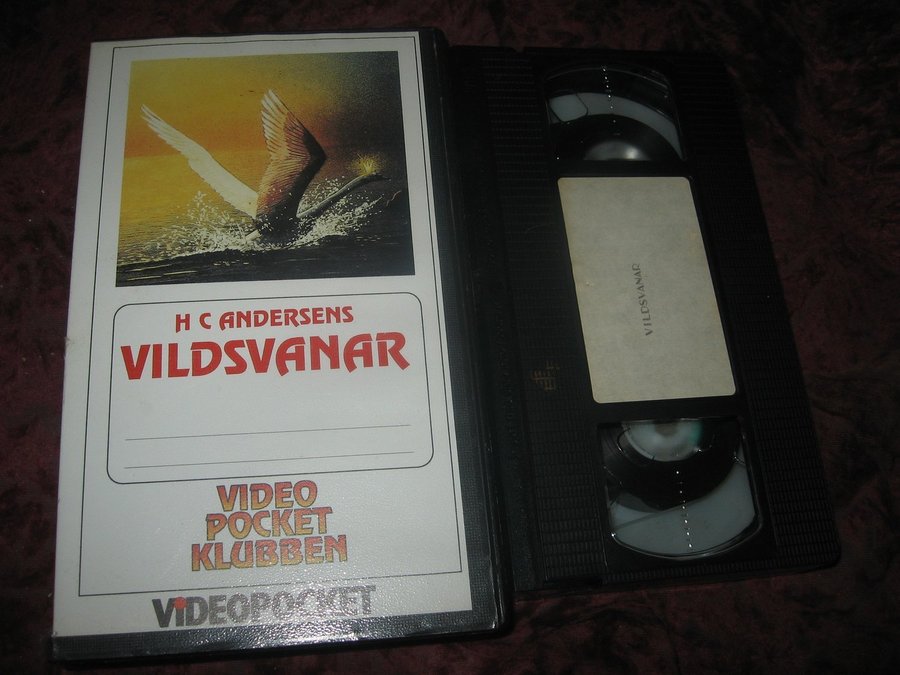 H C ANDERSENS
VILDSVANAR
VIDEO
POCKET
KLUBBEN
VIDEOPOCKET
VILDSVANAR